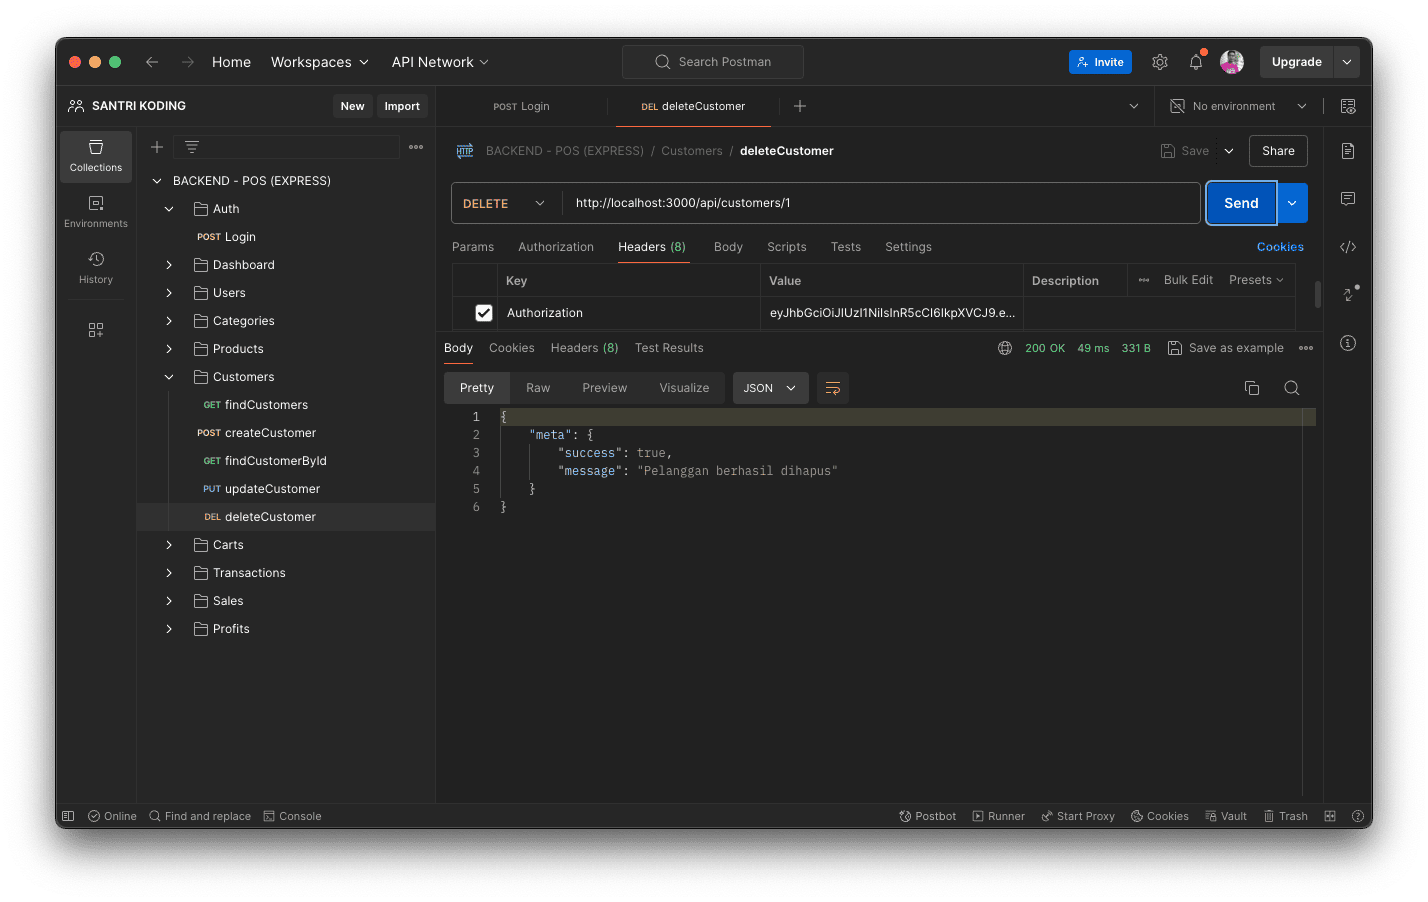 Home Workspaces API Network Search Postman Invite Upgrade
SANTRI KODING New Import POST Login DEL deleteCustomer No environment
Collections
Environments
History
BACKEND - POS (EXPRESS)
Auth
POST Login
Dashboard
Users
Categories
Products
Customers
GET findCustomers
POST createCustomer
GET findCustomerById
PUT updateCustomer
DEL deleteCustomer
Carts
Transactions
Sales
Profits
HTTP BACKEND - POS (EXPRESS) / Customers / deleteCustomer Save Share
DELETE http://localhost:3000/api/customers/1 Send
Params Authorization Headers (8) Body Scripts Tests Settings Cookies
Key Value Description Bulk Edit Presets
Authorization eyJhbGciOiJIUzI1NiIsInR5cCI6IkpXVCJ9.e...
Body Cookies Headers (8) Test Results 200 OK 49 ms 331 B Save as example
Pretty Raw Preview Visualize JSON
1 {
2 "meta": {
3 "success": true,
4 "message": "Pelanggan berhasil dihapus"
5 }
6 }
Online Find and replace Console Postbot Runner Start Proxy Cookies Vault Trash